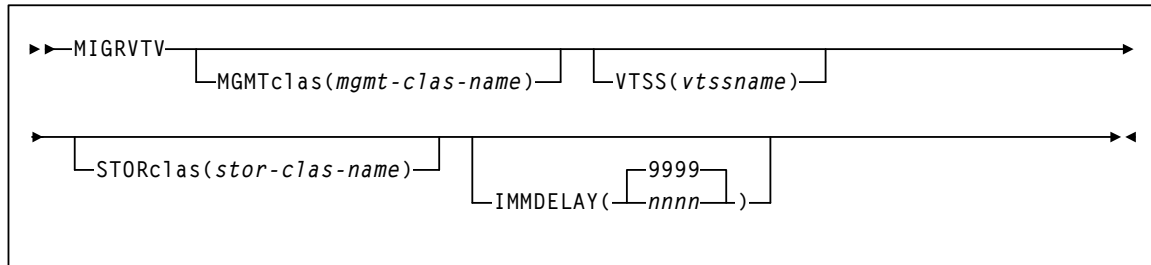 MIGRVTV
MGMTclas(mgmt-clas-name)
VTSS(vtssname)
STORclas(stor-clas-name)
9999
IMMDELAY(nnnn)